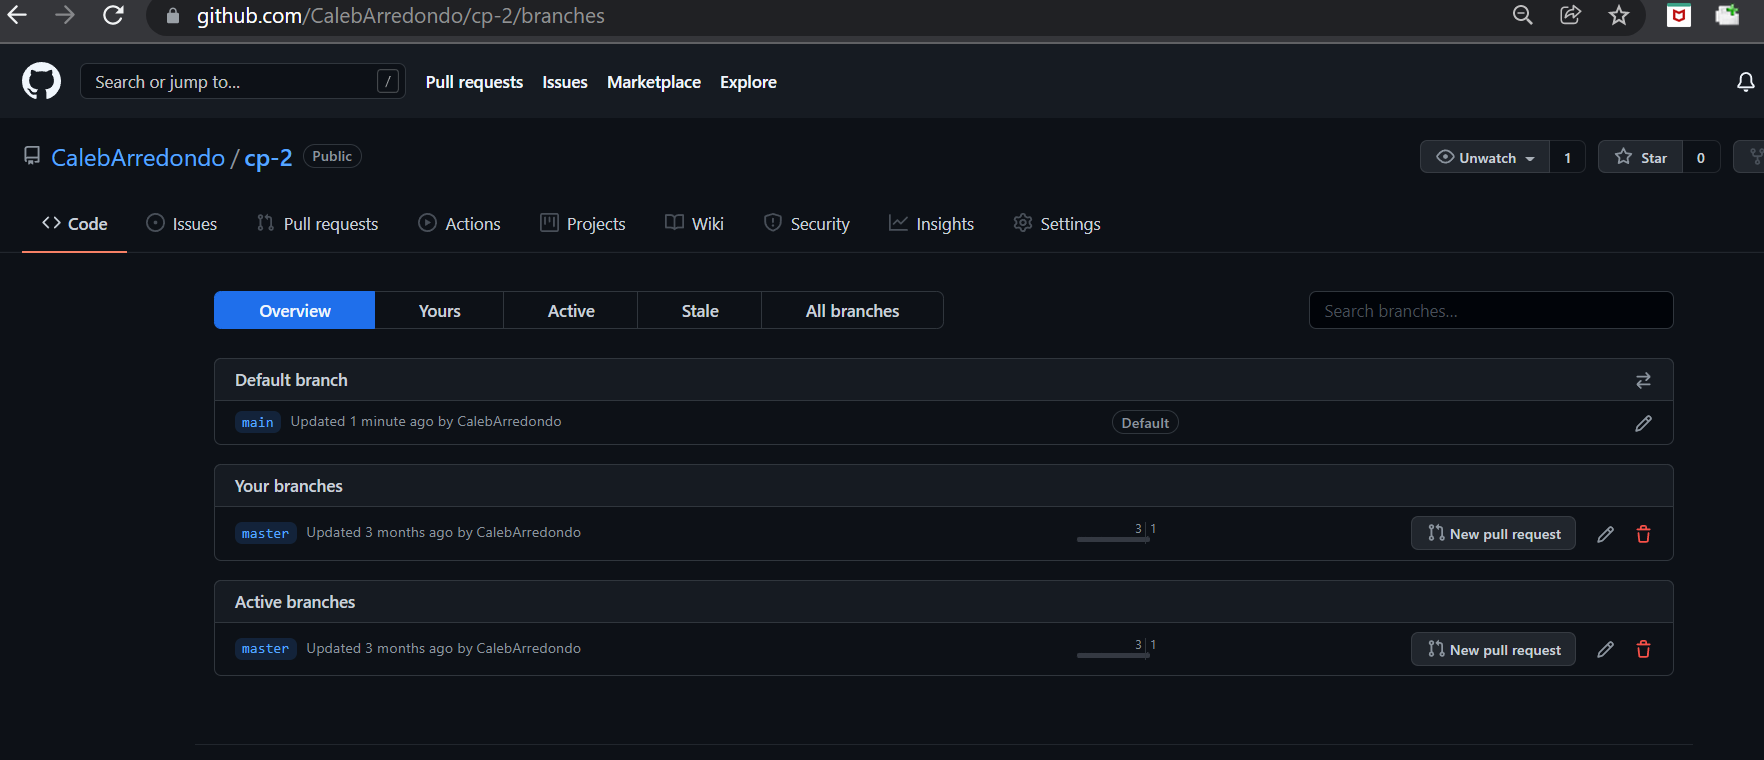 github.com/CalebArredondo/cp-2/branches
Search or jump to... / Pull requests Issues Marketplace Explore
CalebArredondo / cp-2 Public Unwatch 1 Star 0
Code Issues Pull requests Actions Projects Wiki Security Insights Settings
Overview Yours Active Stale All branches Search branches...
Default branch
main Updated 1 minute ago by CalebArredondo Default
Your branches
master Updated 3 months ago by CalebArredondo 3 1 New pull request
Active branches
master Updated 3 months ago by CalebArredondo 3 1 New pull request